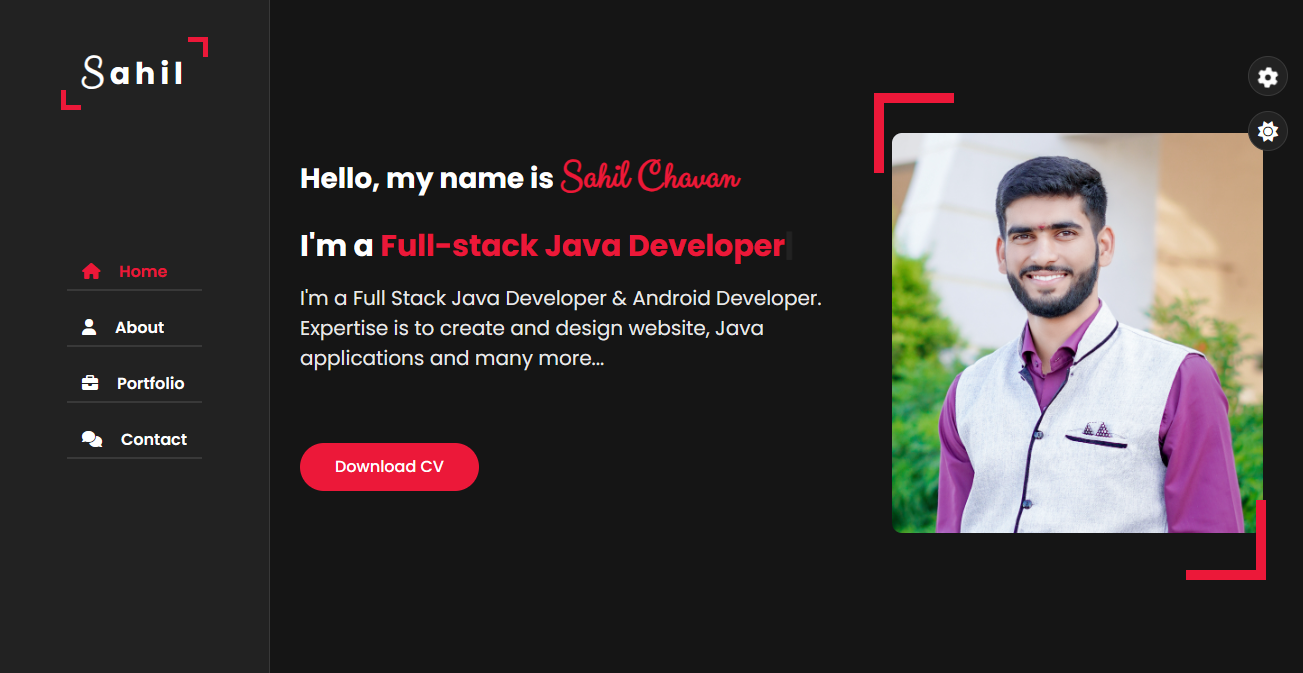 Sahil
Home
About
Portfolio
Contact
Hello, my name is Sahil Chavan
I'm a Full-stack Java Developer
I'm a Full Stack Java Developer & Android Developer.
Expertise is to create and design website, Java
applications and many more...
Download CV